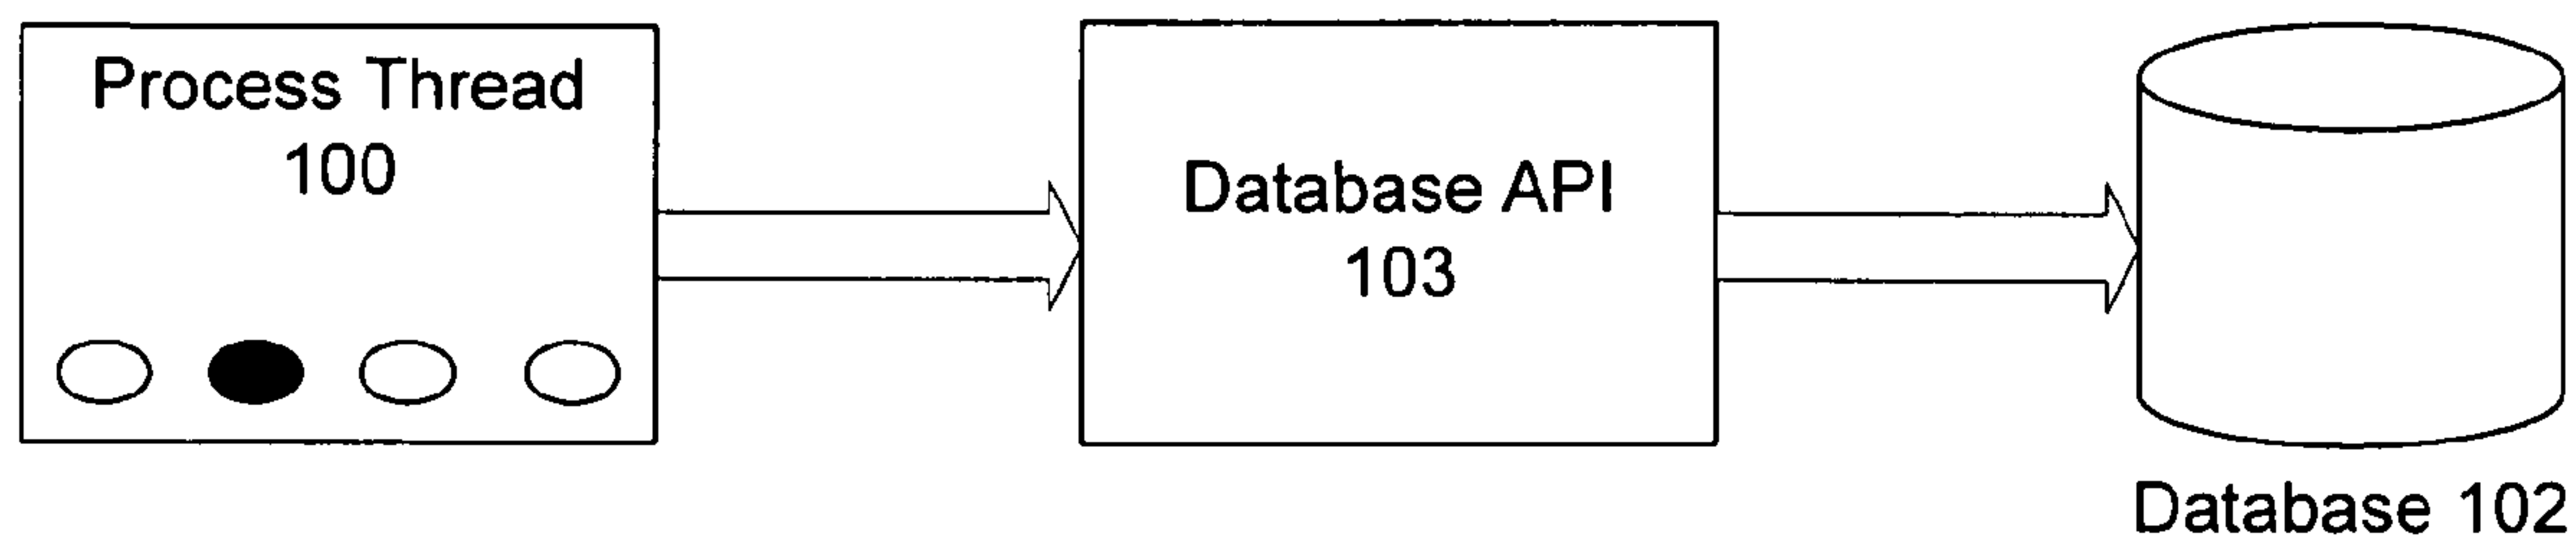 Process Thread
100
Database API
103
Database 102